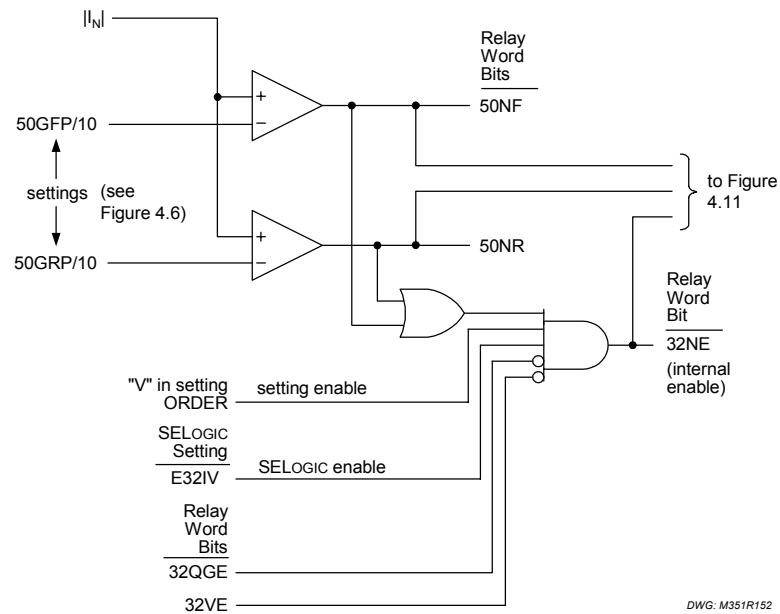 |IN|
Relay
Word
Bits
50NF
50GFP/10
settings (see
Figure 4.6)
to Figure
4.11
50GRP/10
50NR
Relay
Word
Bit
32NE
(internal
enable)
"V" in setting
ORDER
setting enable
SELOGIC
Setting
E32IV
SELOGIC enable
Relay
Word
Bits
32QGE
32VE
DWG: M351R152
+
−
+
−